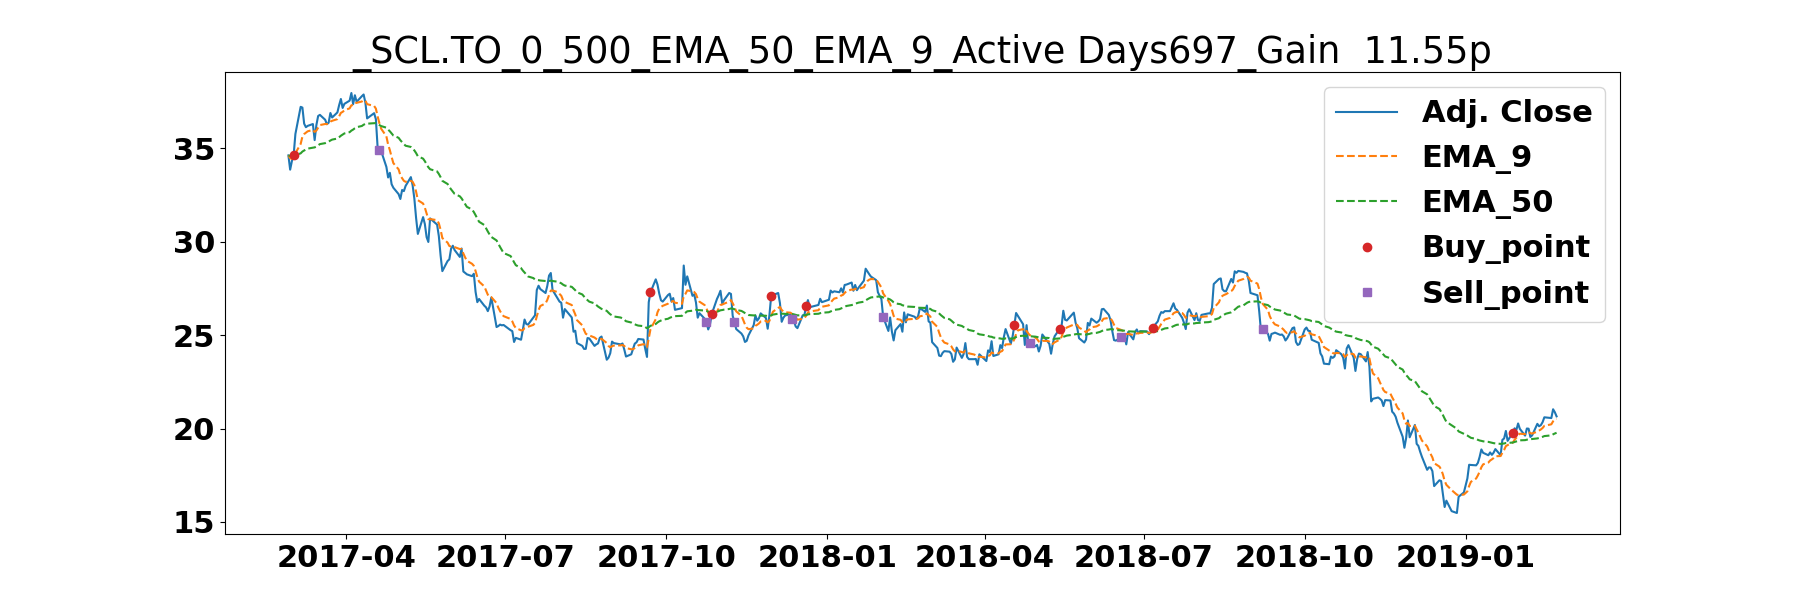 _SCL.TO_0_500_EMA_50_EMA_9_Active Days697_Gain  11.55p
Adj. Close
EMA_9
EMA_50
Buy_point
Sell_point
35
30
25
20
15
2017-04 2017-07 2017-10 2018-01 2018-04 2018-07 2018-10 2019-01